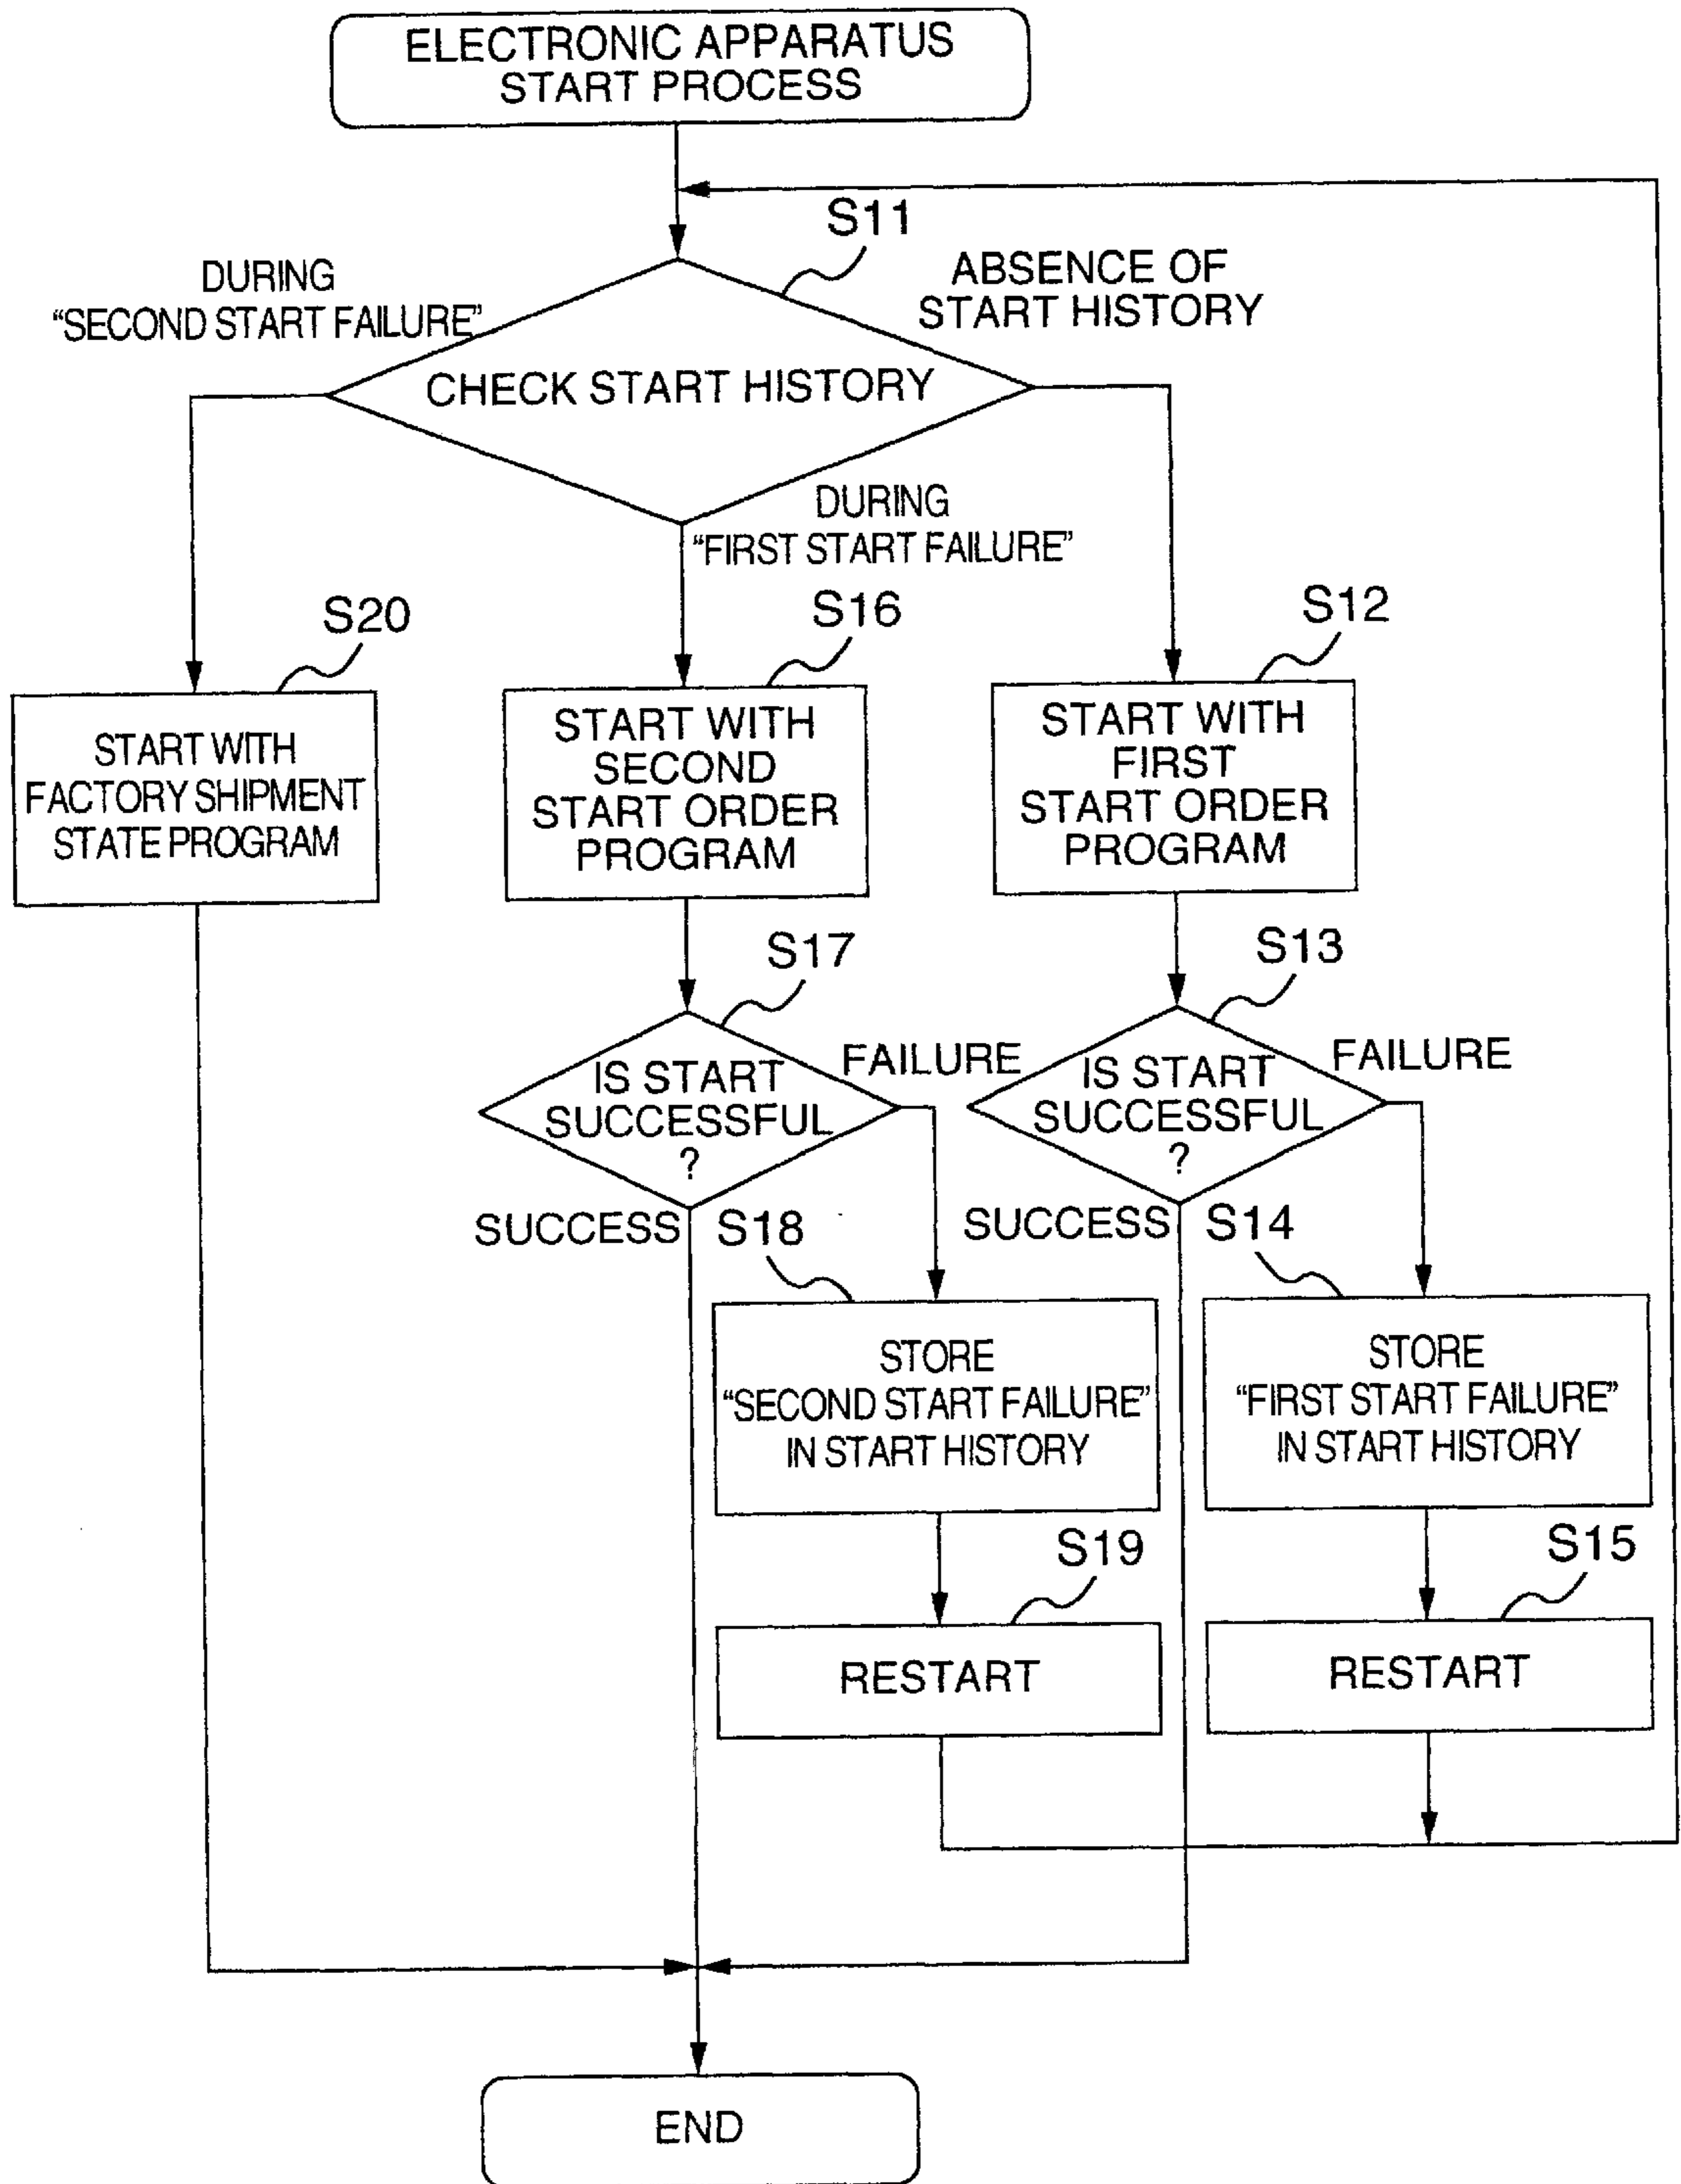 ELECTRONIC APPARATUS
START PROCESS
S11
DURING
“SECOND START FAILURE”
ABSENCE OF
START HISTORY
CHECK START HISTORY
DURING
“FIRST START FAILURE”
S20
S16
S12
START WITH
FACTORY SHIPMENT
STATE PROGRAM
START WITH
SECOND
START ORDER
PROGRAM
START WITH
FIRST
START ORDER
PROGRAM
S17
S13
IS START
SUCCESSFUL
?
FAILURE
IS START
SUCCESSFUL
?
FAILURE
SUCCESS
S18
SUCCESS
S14
STORE
“SECOND START FAILURE”
IN START HISTORY
STORE
“FIRST START FAILURE”
IN START HISTORY
S19
S15
RESTART
RESTART
END